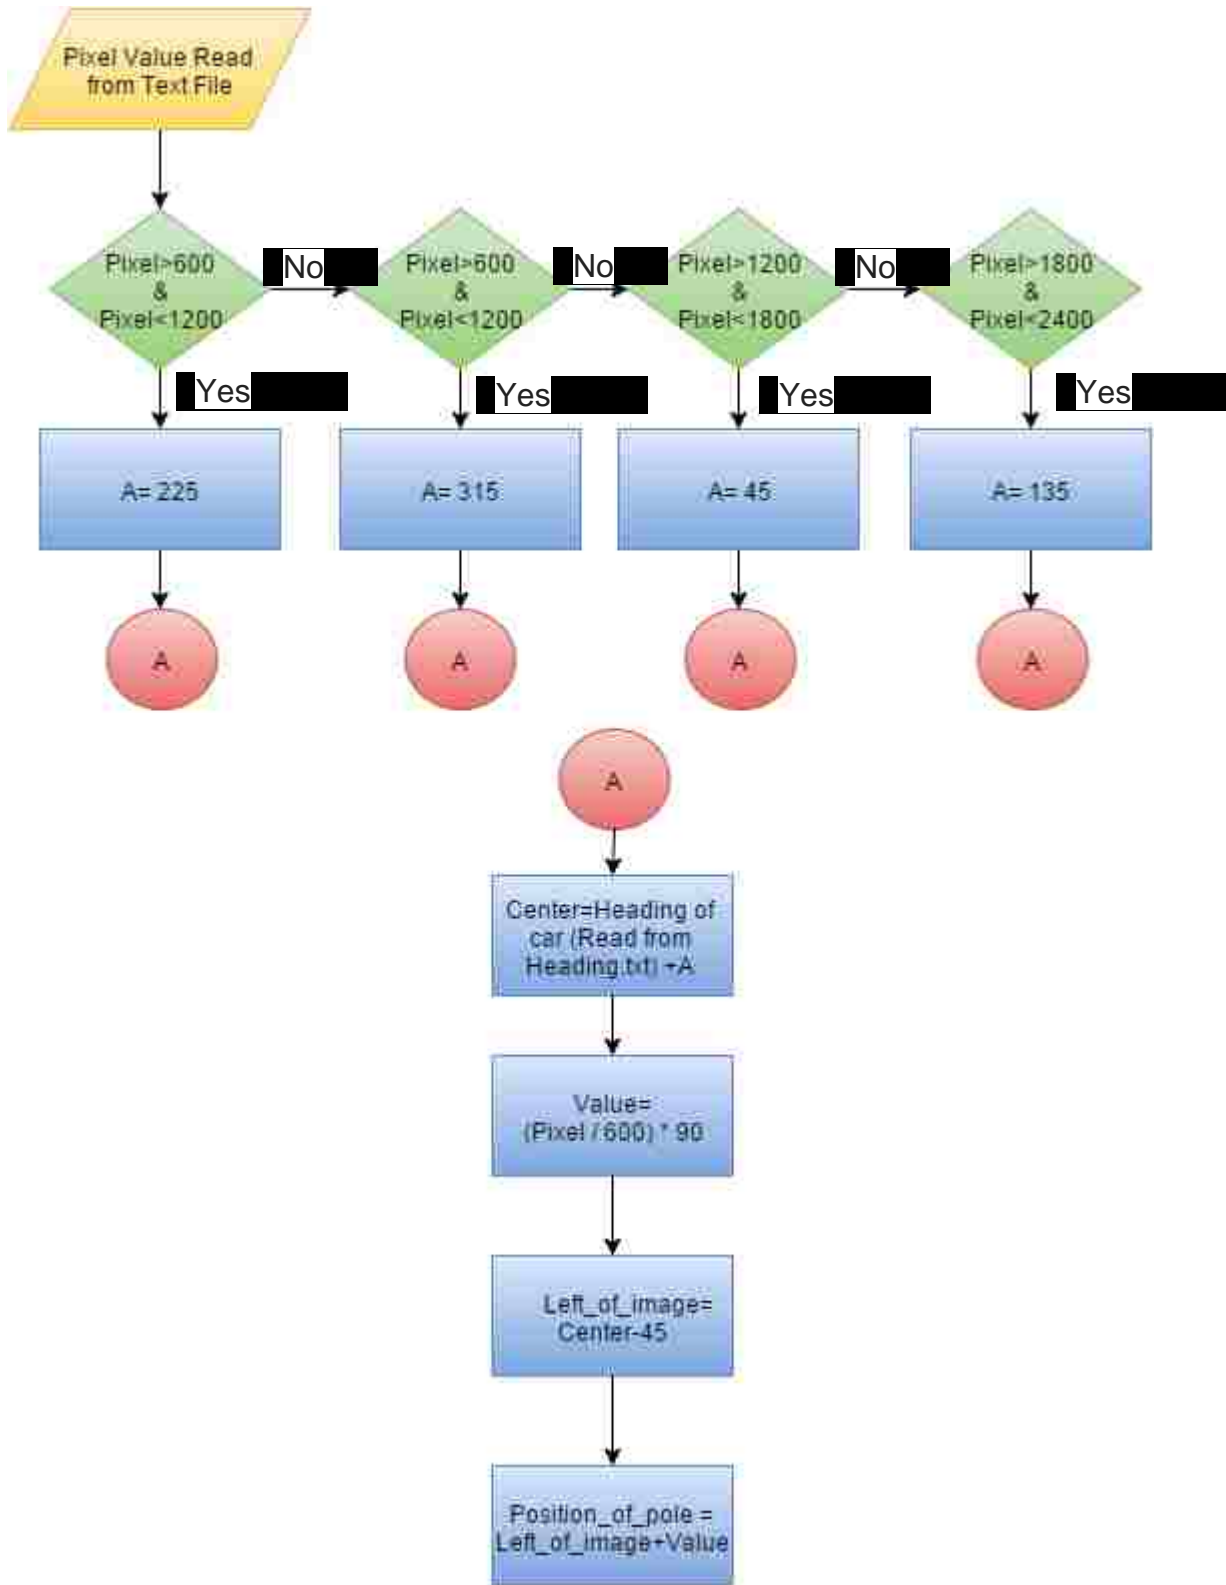 Pixel Value Read
from Text File
Pixel>600
&
Pixel<1200
No
Pixel>600
&
Pixel<1200
No
Pixel>1200
&
Pixel<1800
No
Pixel>1800
&
Pixel<2400
Yes
Yes
Yes
Yes
A= 225
A= 315
A= 45
A= 135
A
A
A
A
A
Center=Heading of
car (Read from
Heading.txt) +A
Value=
(Pixel / 600) * 90
Left_of_image=
Center-45
Position_of_pole =
Left_of_image+Value